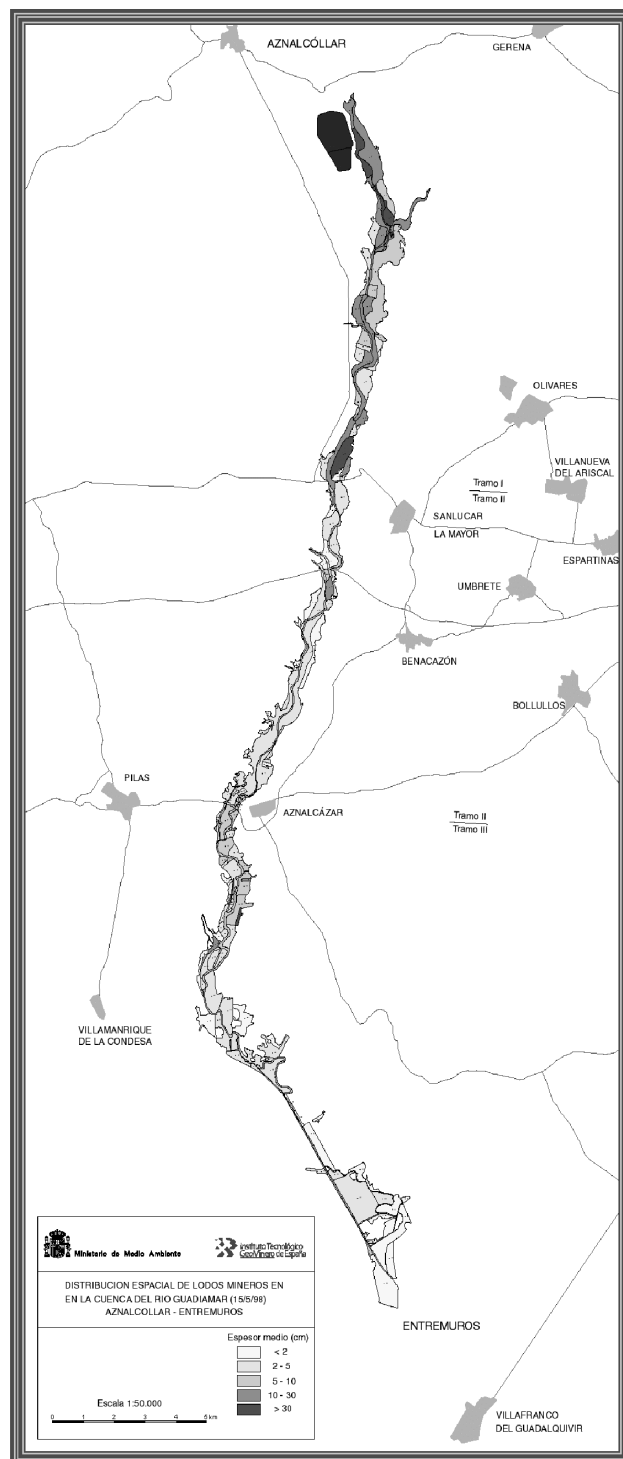 AZNALCÓLLAR
GERENA
OLIVARES
VILLANUEVA
DEL ARISCAL
Tramo I
Tramo II
SANLUCAR
LA MAYOR
ESPARTINAS
UMBRETE
BENACAZÓN
BOLLULLOS
PILAS
AZNALCÁZAR
Tramo II
Tramo III
VILLAMANRIQUE
DE LA CONDESA
ENTREMUROS
VILLAFRANCO
DEL GUADALQUIVIR
Ministerio de Medio Ambiente
Instituto Tecnológico
GeoMinero de España
DISTRIBUCION ESPACIAL DE LODOS MINEROS EN
EN LA CUENCA DEL RIO GUADIAMAR (15/5/98)
AZNALCOLLAR - ENTREMUROS
Espesor medio (cm)
< 2
2 - 5
5 - 10
10 - 30
> 30
Escala 1:50.000
0 1 2 3 4 5 km